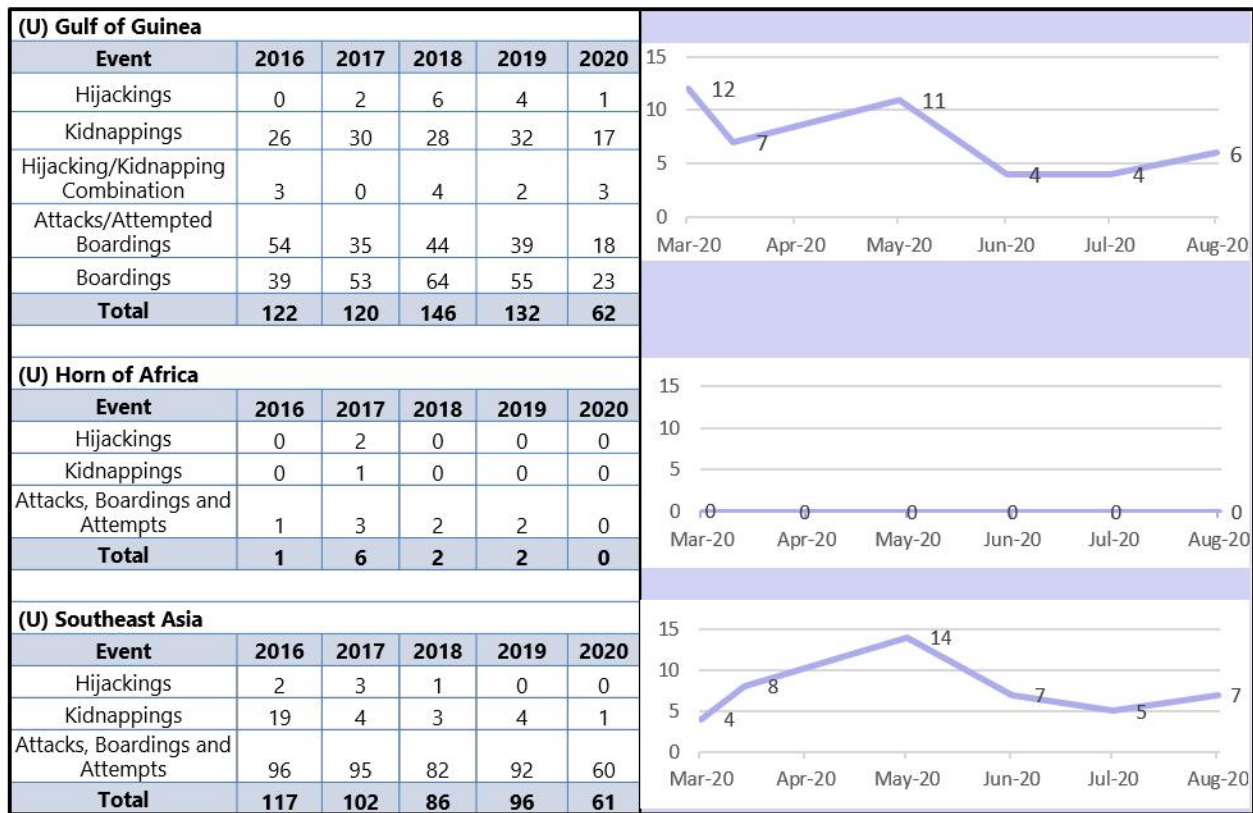 (U) Gulf of Guinea
Event 2016 2017 2018 2019 2020
Hijackings 0 2 6 4 1
Kidnappings 26 30 28 32 17
Hijacking/Kidnapping
Combination 3 0 4 2 3
Attacks/Attempted
Boardings 54 35 44 39 18
Boardings 39 53 64 55 23
Total 122 120 146 132 62
15
12
10
11
7
5
4
4
6
0
Mar-20 Apr-20 May-20 Jun-20 Jul-20 Aug-20
(U) Horn of Africa
Event 2016 2017 2018 2019 2020
Hijackings 0 2 0 0 0
Kidnappings 0 1 0 0 0
Attacks, Boardings and
Attempts 1 3 2 2 0
Total 1 6 2 2 0
15
10
5
0 0 0 0 0 0 0
Mar-20 Apr-20 May-20 Jun-20 Jul-20 Aug-20
(U) Southeast Asia
Event 2016 2017 2018 2019 2020
Hijackings 2 3 1 0 0
Kidnappings 19 4 3 4 1
Attacks, Boardings and
Attempts 96 95 82 92 60
Total 117 102 86 96 61
15
14
10
8
5
4
7
5
7
0
Mar-20 Apr-20 May-20 Jun-20 Jul-20 Aug-20